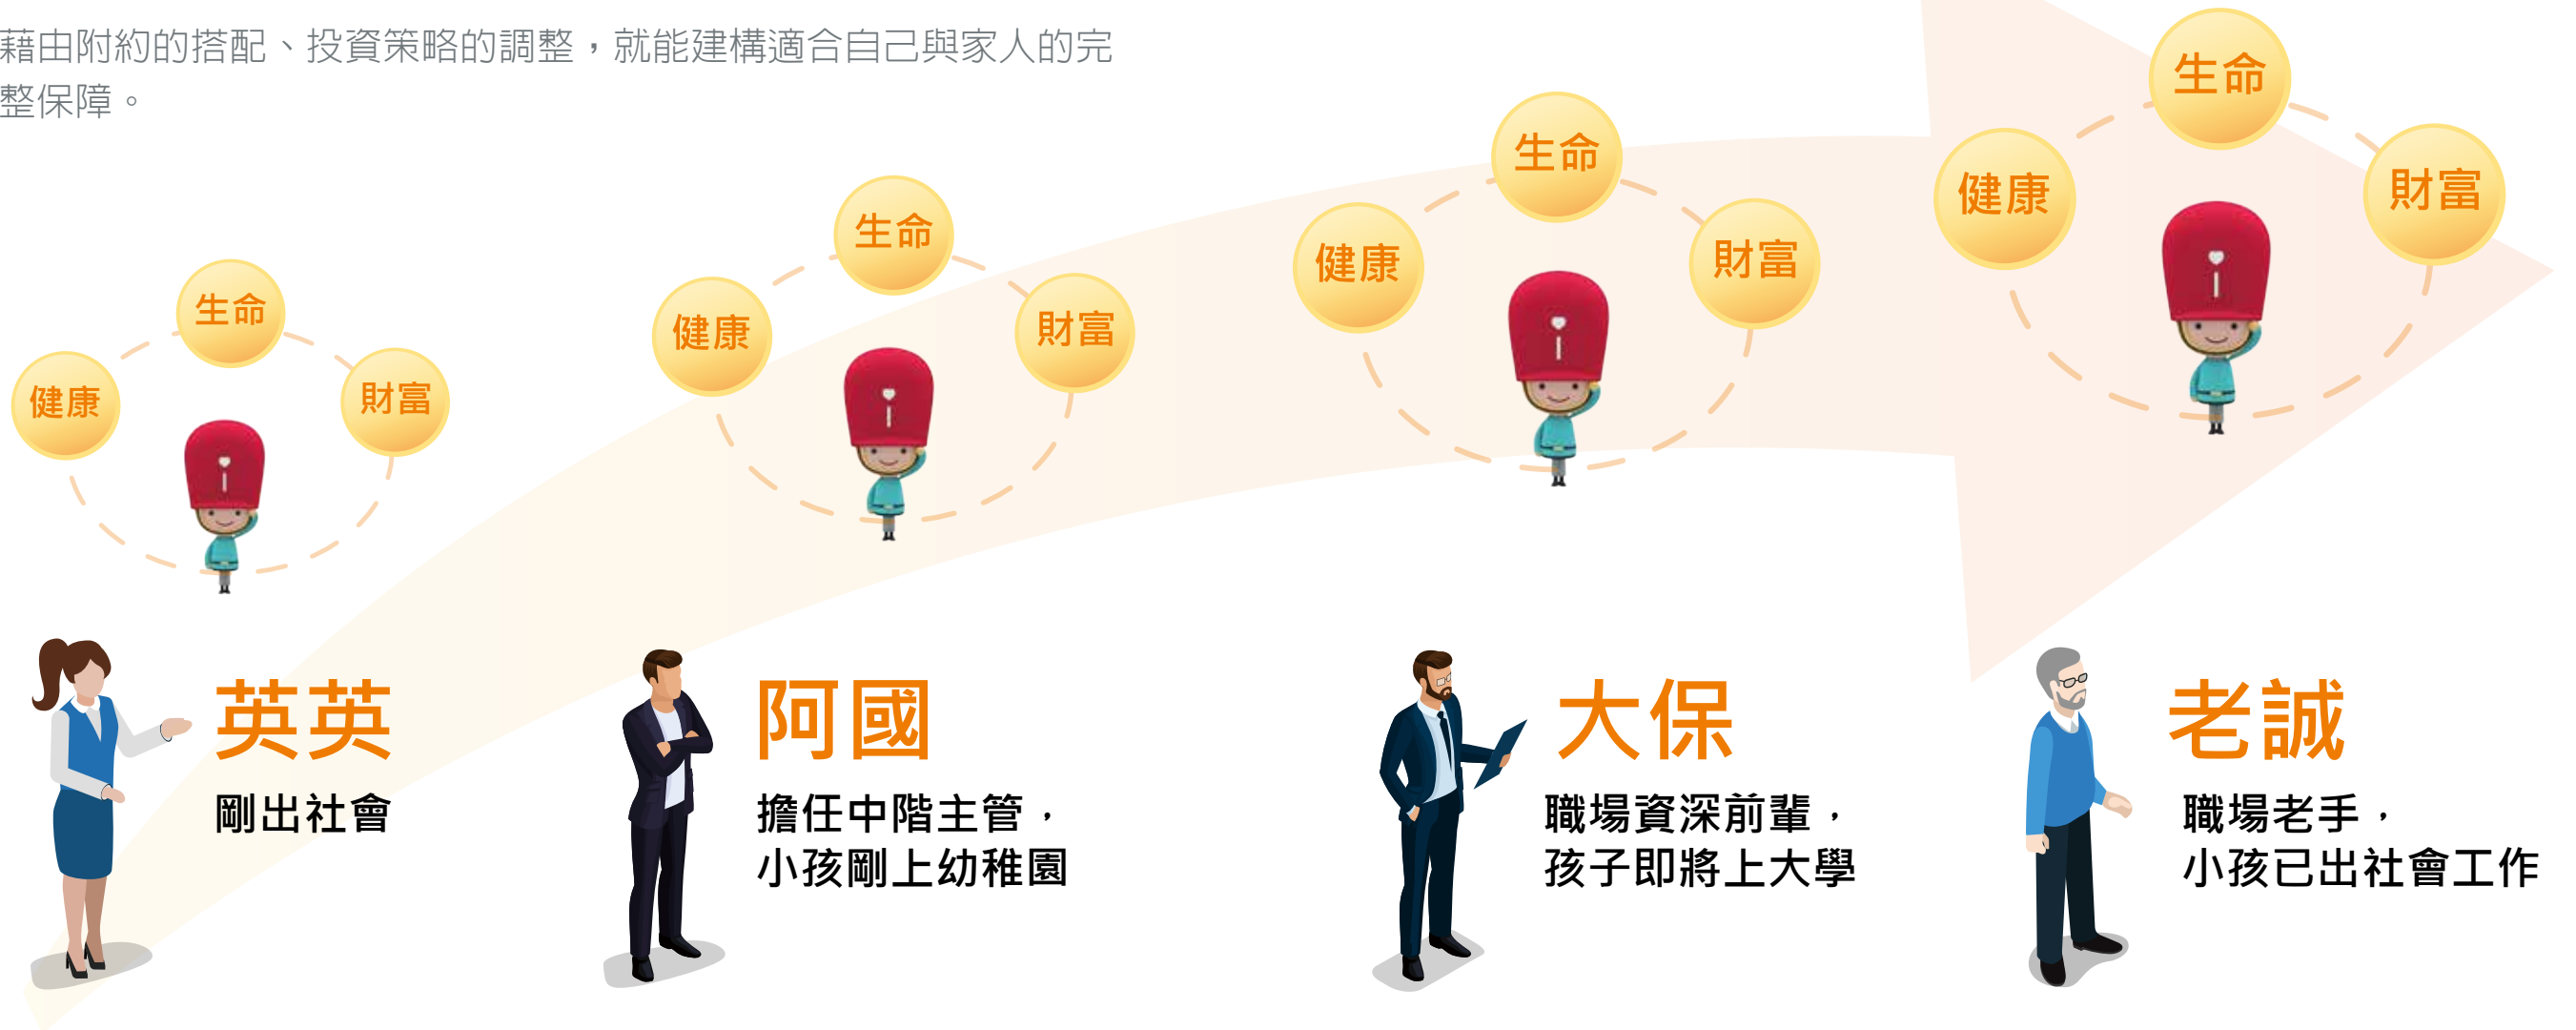 藉由附約的搭配、投資策略的調整，就能建構適合自己與家人的完
整保障。
生命
健康
財富
i
生命
健康
財富
i
生命
健康
財富
i
生命
健康
財富
i
英英
剛出社會
阿國
擔任中階主管，
小孩剛上幼稚園
大保
職場資深前輩，
孩子即將上大學
老誠
職場老手，
小孩已出社會工作